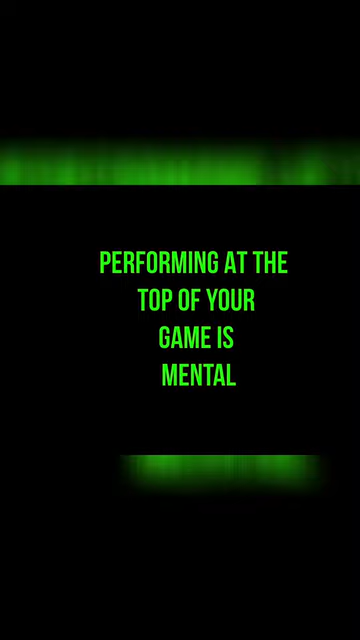 PERFORMING AT THE
TOP OF YOUR
GAME IS
MENTAL